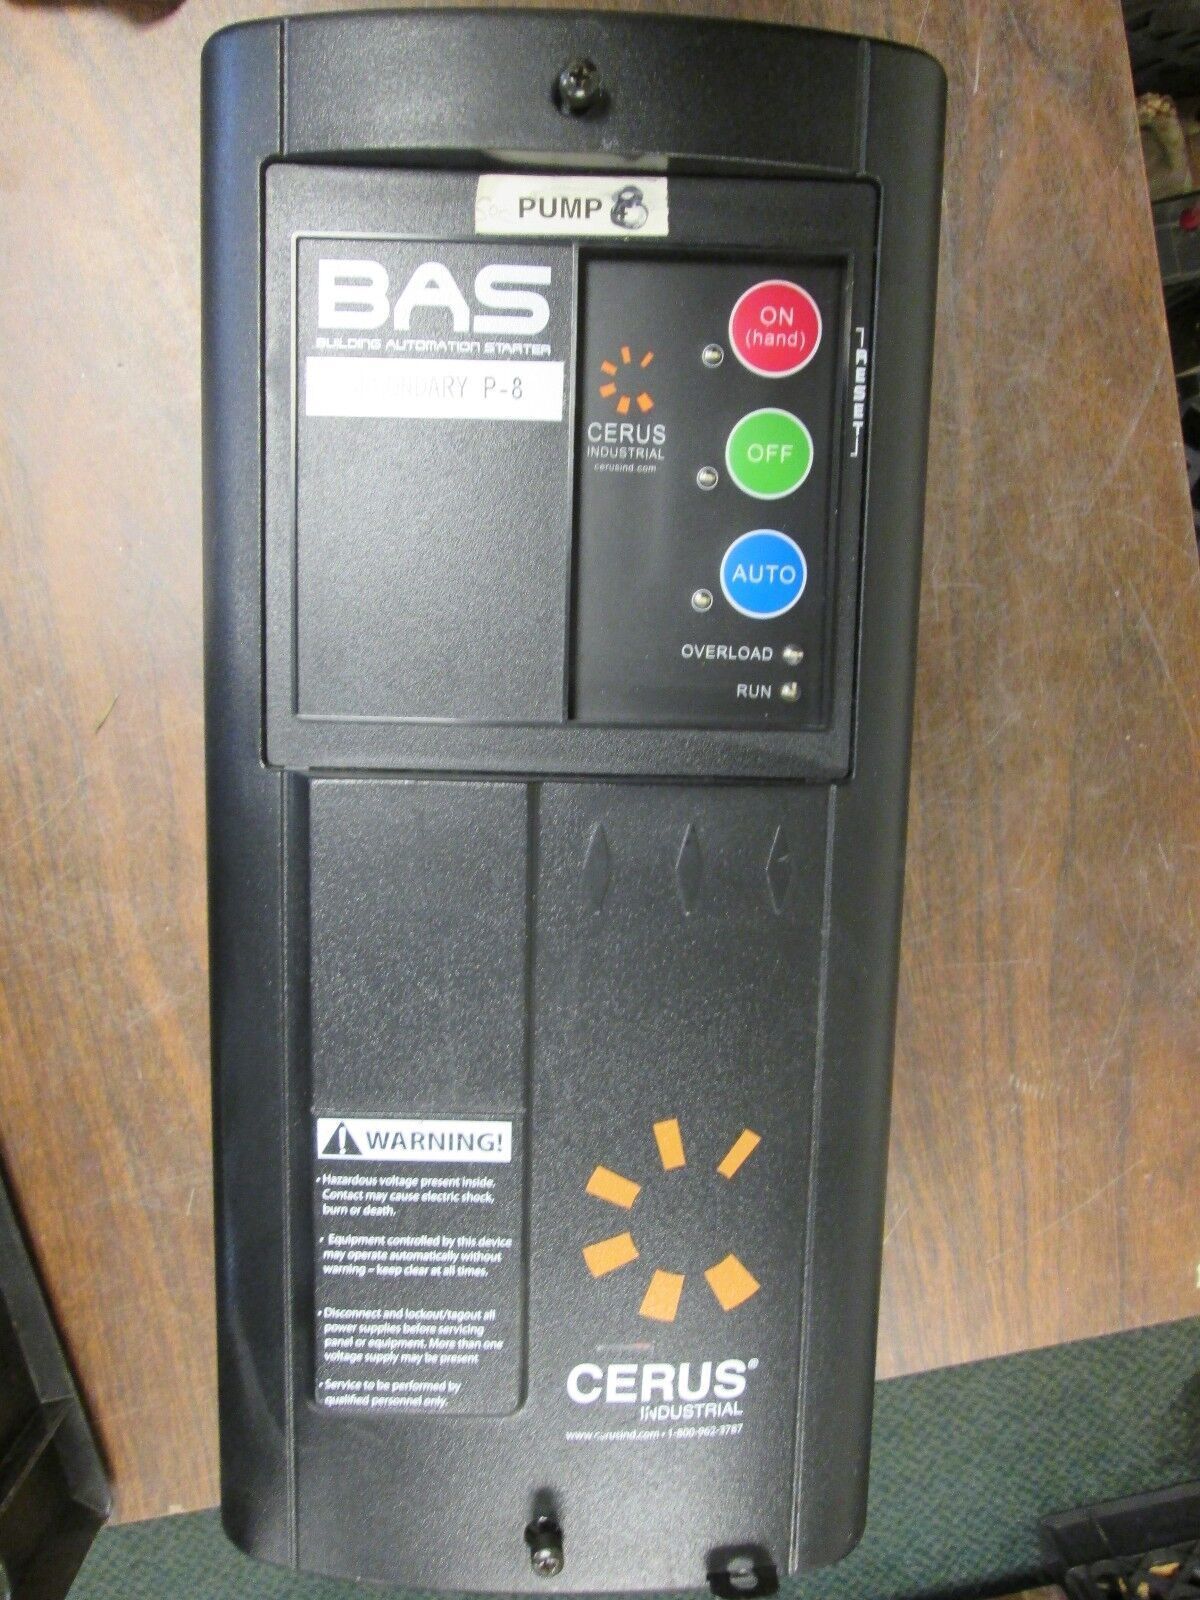 PUMP 8
BAS
BUILDING AUTOMATION STARTER
P-8
ON
(hand)
RESET
CERUS
INDUSTRIAL
cerusind.com
OFF
AUTO
OVERLOAD
RUN
WARNING!
• Hazardous voltage present inside.
Contact may cause electric shock,
burn or death.
• Equipment controlled by this device
may operate automatically without
warning – keep clear at all times.
• Disconnect and lockout/tagout all
power supplies before servicing
panel or equipment. More than one
voltage supply may be present
• Service to be performed by
qualified personnel only.
CERUS®
INDUSTRIAL
www.cerusind.com • 1-800-962-3787
8